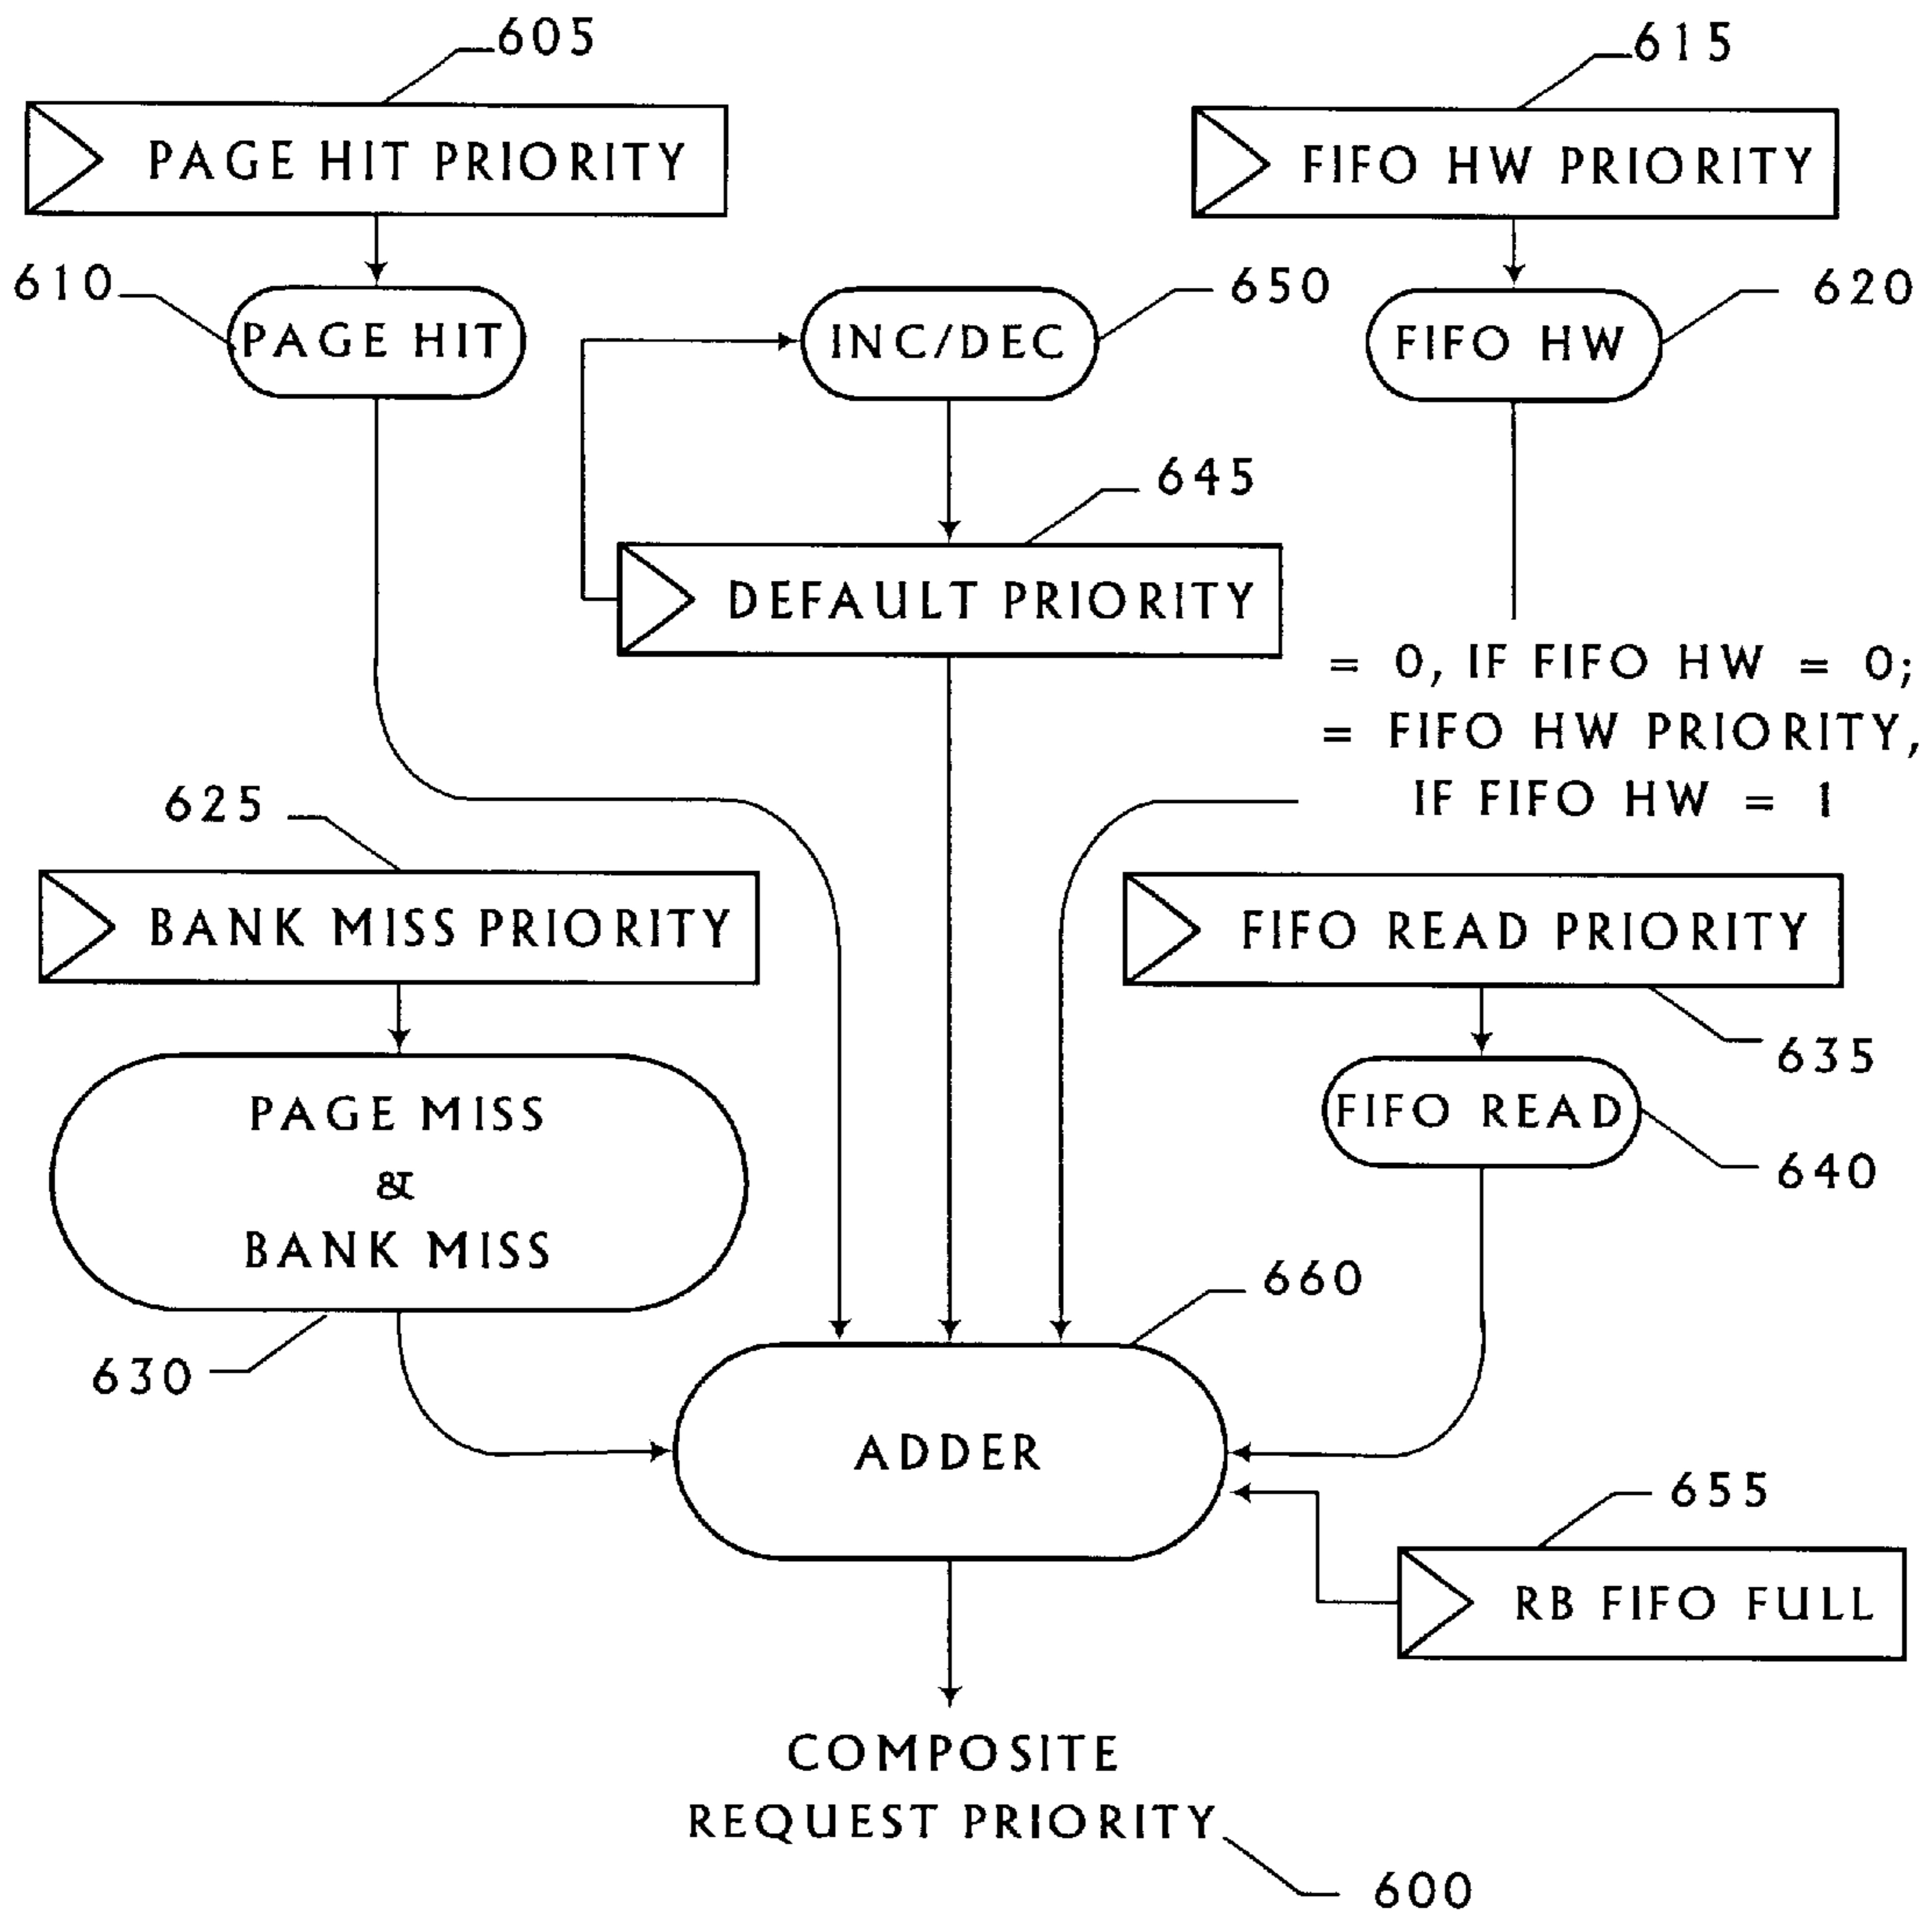 605
615
PAGE HIT PRIORITY
FIFO HW PRIORITY
610
650
620
PAGE HIT
INC/DEC
FIFO HW
645
DEFAULT PRIORITY
= 0, IF FIFO HW = 0;
= FIFO HW PRIORITY,
IF FIFO HW = 1
625
BANK MISS PRIORITY
FIFO READ PRIORITY
635
PAGE MISS
&
BANK MISS
FIFO READ
640
660
630
ADDER
655
RB FIFO FULL
COMPOSITE
REQUEST PRIORITY
600